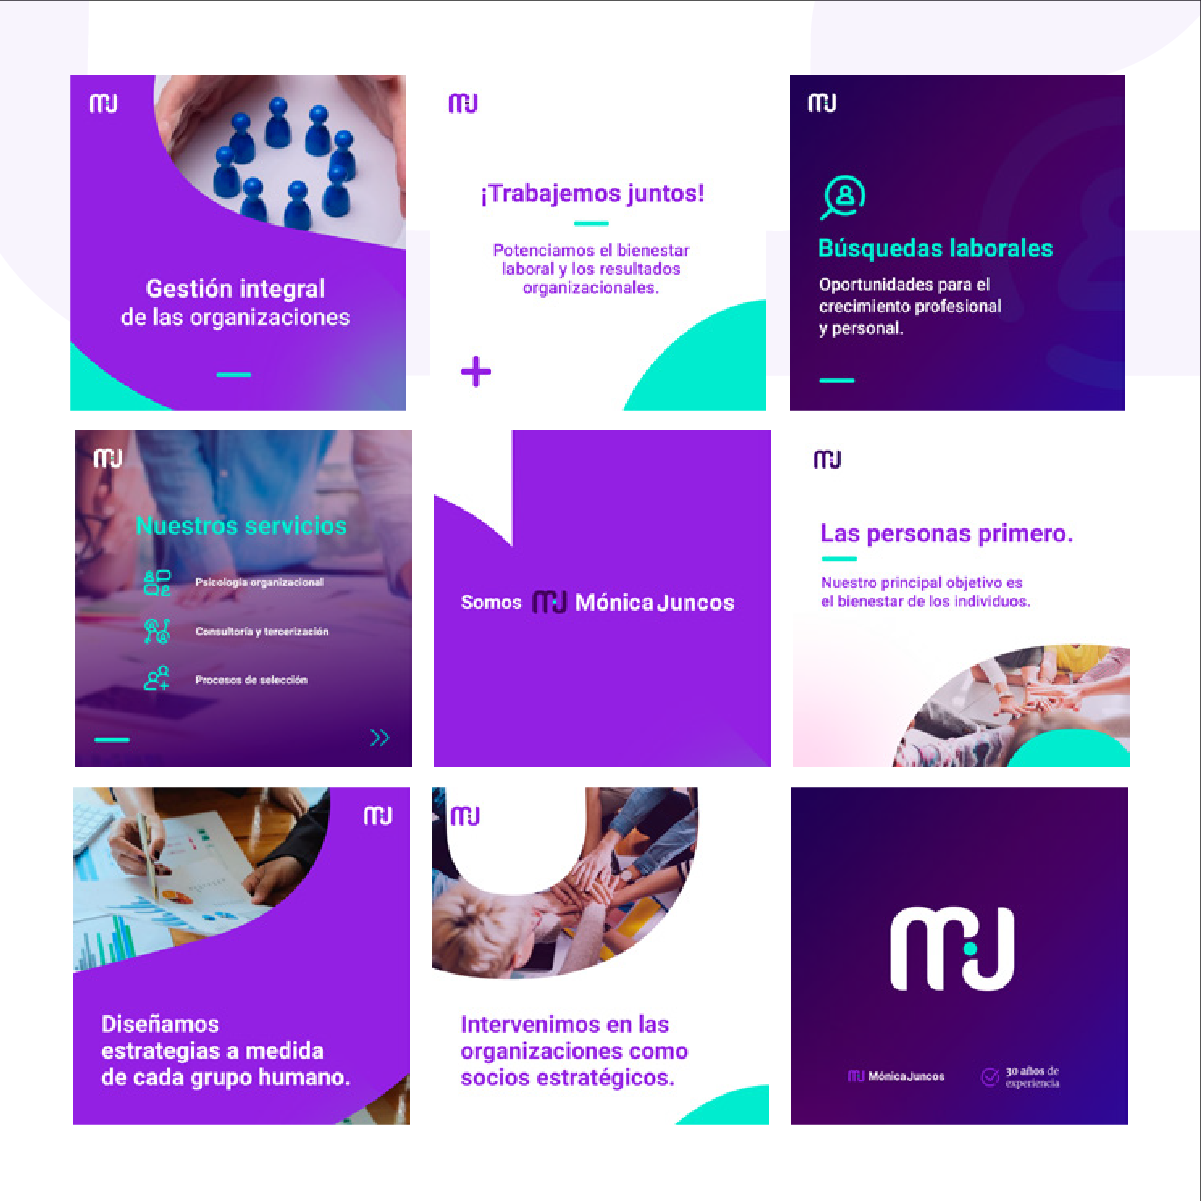 MJ
Gestión integral
de las organizaciones
MJ
¡Trabajemos juntos!
Potenciamos el bienestar
laboral y los resultados
organizacionales.
MJ
Búsquedas laborales
Oportunidades para el
crecimiento profesional
y personal.
MJ
Nuestros servicios
Psicología organizacional
Consultoría y tercerización
Procesos de selección
Somos MJ Mónica Juncos
MJ
Las personas primero.
Nuestro principal objetivo es
el bienestar de los individuos.
MJ
Diseñamos
estrategias a medida
de cada grupo humano.
MJ
Intervenimos en las
organizaciones como
socios estratégicos.
MJ
MJ Mónica Juncos
30 años de
experiencia